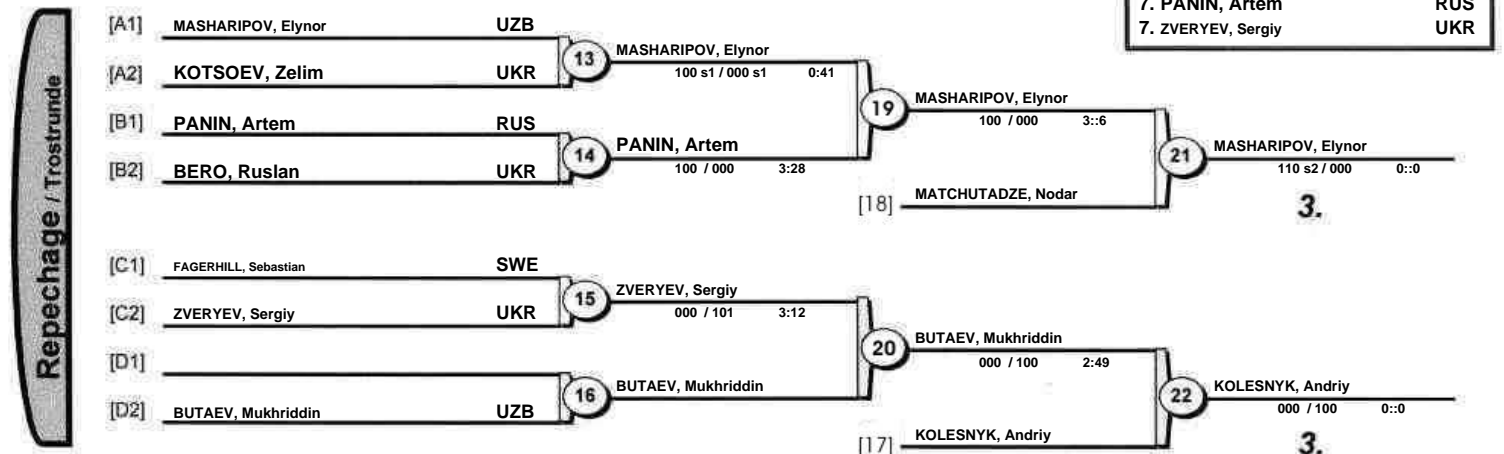 7. PANIN, Artem RUS
7. ZVERYEV, Sergiy UKR
Repechage / Trostrunde
[A1] MASHARIPOV, Elynor UZB
13 MASHARIPOV, Elynor
100 s1 / 000 s1 0:41
[A2] KOTSOEV, Zelim UKR
19 MASHARIPOV, Elynor
100 / 000 3::6
[B1] PANIN, Artem RUS
14 PANIN, Artem
100 / 000 3:28
21 MASHARIPOV, Elynor
110 s2 / 000 0::0
[B2] BERO, Ruslan UKR
[18] MATCHUTADZE, Nodar
3.
[C1] FAGERHILL, Sebastian SWE
15 ZVERYEV, Sergiy
000 / 101 3:12
[C2] ZVERYEV, Sergiy UKR
20 BUTAEV, Mukhriddin
000 / 100 2:49
[D1]
16 BUTAEV, Mukhriddin
22 KOLESNYK, Andriy
000 / 100 0::0
[D2] BUTAEV, Mukhriddin UZB
[17] KOLESNYK, Andriy
3.